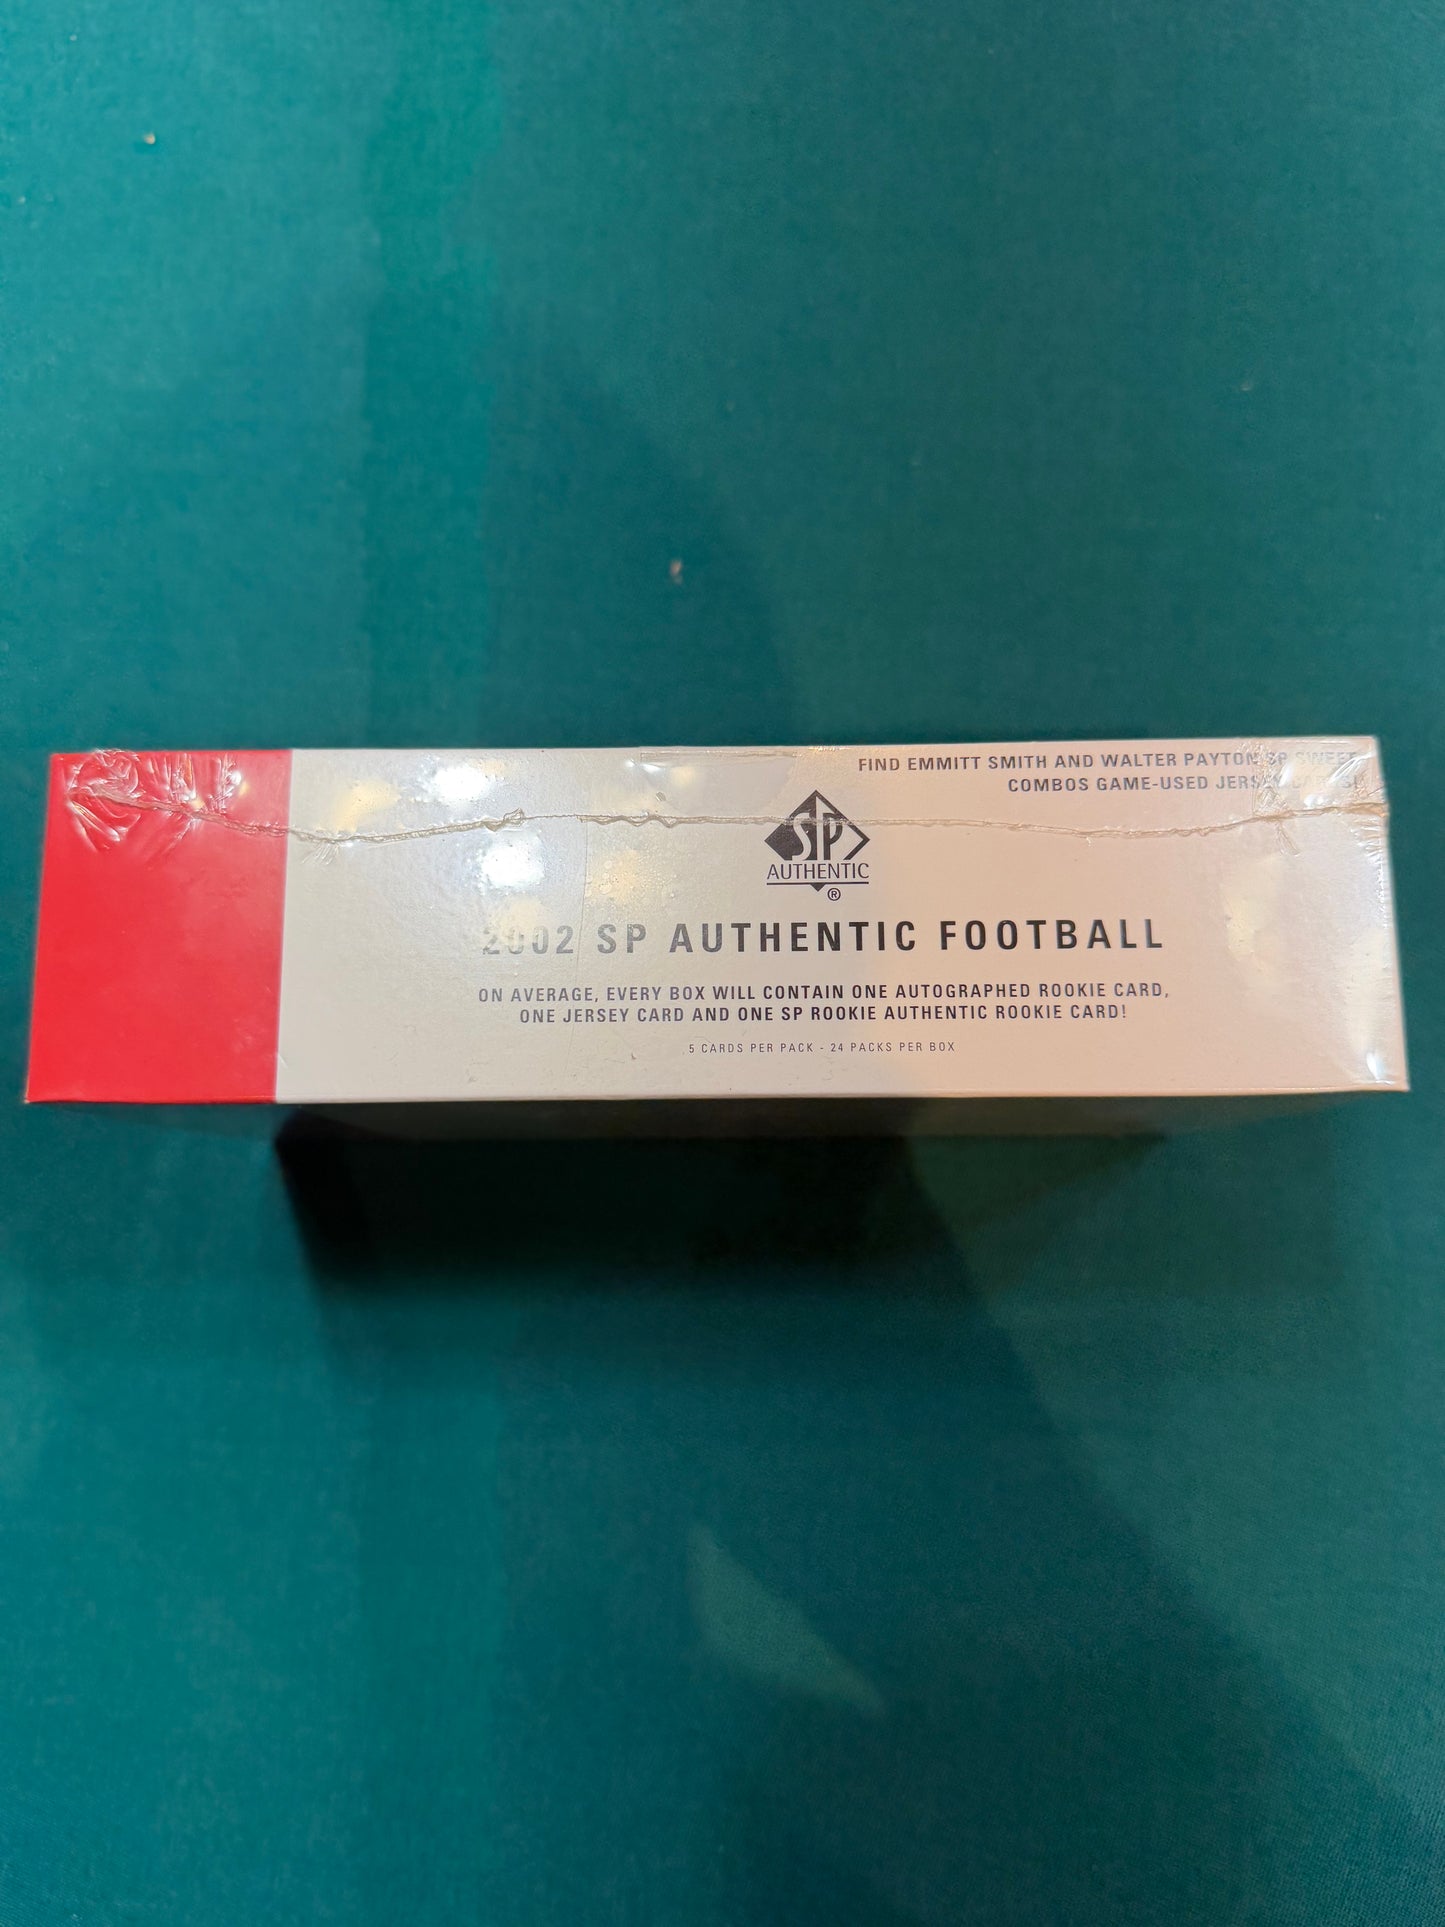 FIND EMMITT SMITH AND WALTER PAYTON SP SWEET
COMBOS GAME-USED JERSEY CARDS!
SP
AUTHENTIC
®
2002 SP AUTHENTIC FOOTBALL
ON AVERAGE, EVERY BOX WILL CONTAIN ONE AUTOGRAPHED ROOKIE CARD,
ONE JERSEY CARD AND ONE SP ROOKIE AUTHENTIC ROOKIE CARD!
5 CARDS PER PACK - 24 PACKS PER BOX